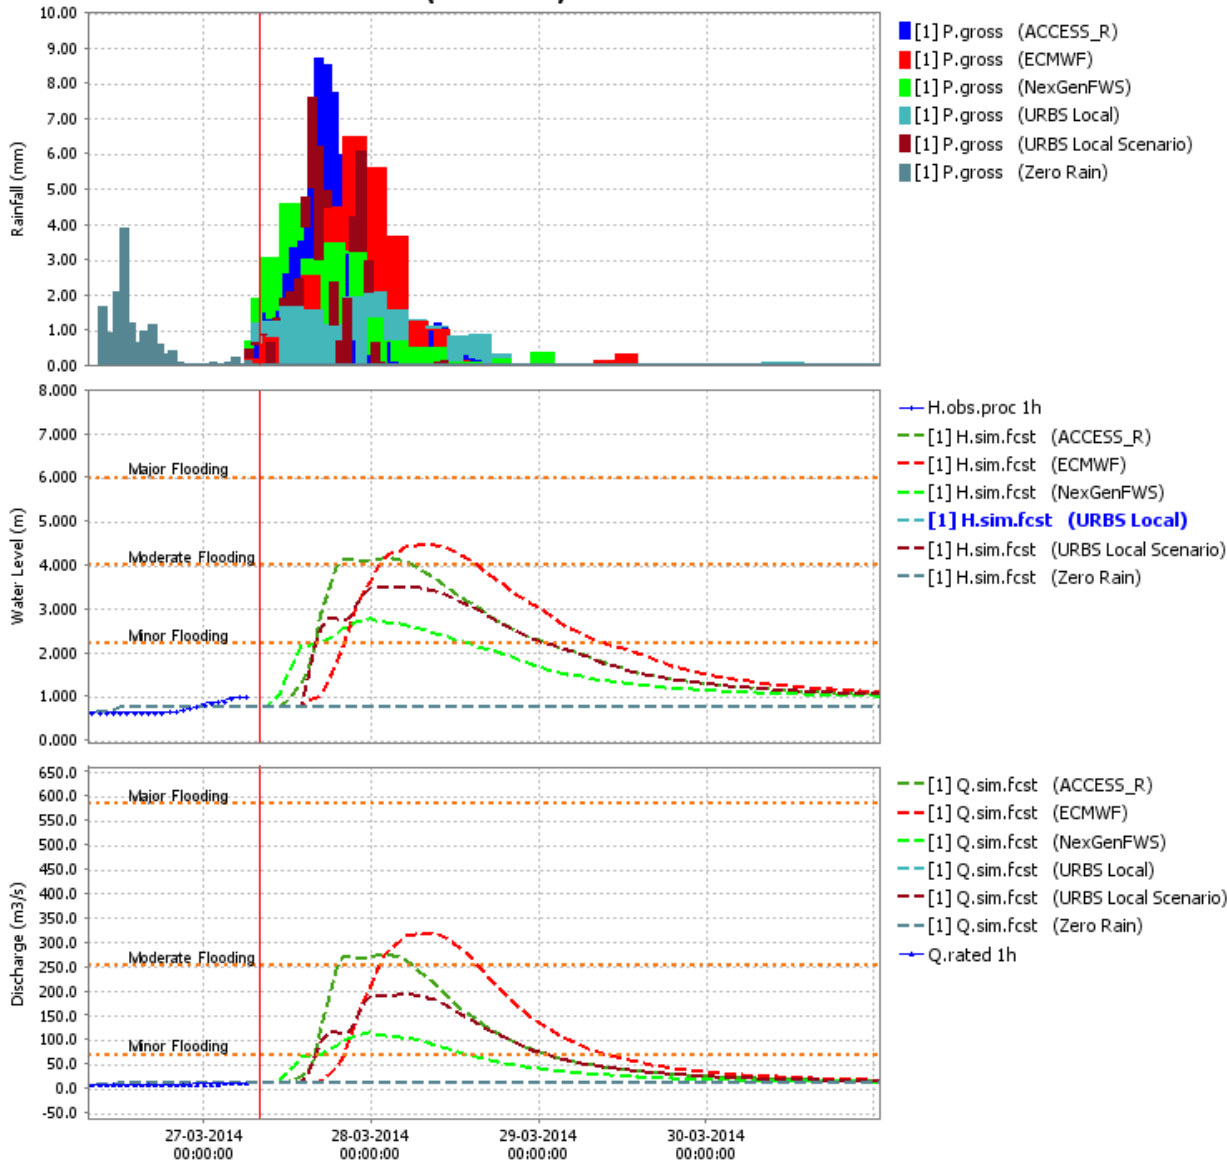 10.00
9.00
8.00
7.00
6.00
5.00
4.00
3.00
2.00
1.00
0.00
Rainfall (mm)
[1] P.gross (ACCESS_R)
[1] P.gross (ECMWF)
[1] P.gross (NexGenFWS)
[1] P.gross (URBS Local)
[1] P.gross (URBS Local Scenario)
[1] P.gross (Zero Rain)
8.000
7.000
6.000
5.000
4.000
3.000
2.000
1.000
0.000
Water Level (m)
Major Flooding
Moderate Flooding
Minor Flooding
H.obs.proc 1h
[1] H.sim.fcst (ACCESS_R)
[1] H.sim.fcst (ECMWF)
[1] H.sim.fcst (NexGenFWS)
[1] H.sim.fcst (URBS Local)
[1] H.sim.fcst (URBS Local Scenario)
[1] H.sim.fcst (Zero Rain)
650.0
600.0
550.0
500.0
450.0
400.0
350.0
300.0
250.0
200.0
150.0
100.0
50.0
0.0
-50.0
Discharge (m3/s)
Major Flooding
Moderate Flooding
Minor Flooding
[1] Q.sim.fcst (ACCESS_R)
[1] Q.sim.fcst (ECMWF)
[1] Q.sim.fcst (NexGenFWS)
[1] Q.sim.fcst (URBS Local)
[1] Q.sim.fcst (URBS Local Scenario)
[1] Q.sim.fcst (Zero Rain)
Q.rated 1h
27-03-2014 28-03-2014 29-03-2014 30-03-2014
00:00:00 00:00:00 00:00:00 00:00:00